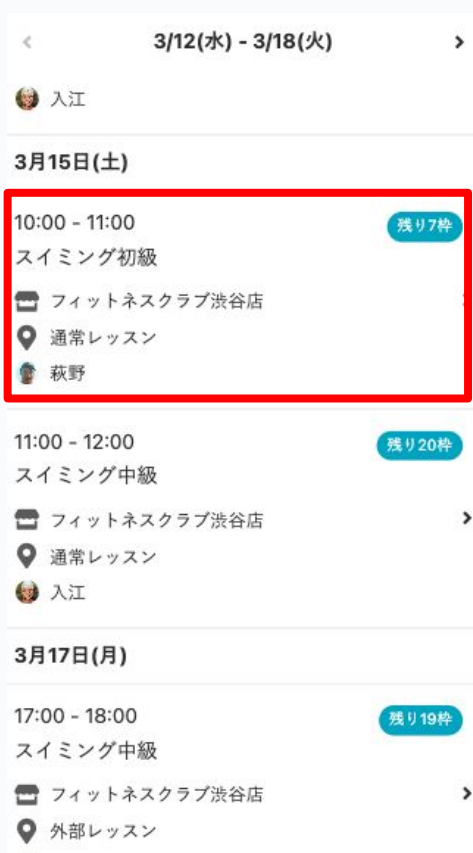 3/12(水) - 3/18(火)
入江
3月15日(土)
10:00 - 11:00
残り7枠
スイミング初級
フィットネスクラブ渋谷店
通常レッスン
萩野
11:00 - 12:00
残り20枠
スイミング中級
フィットネスクラブ渋谷店
通常レッスン
入江
3月17日(月)
17:00 - 18:00
残り19枠
スイミング中級
フィットネスクラブ渋谷店
外部レッスン